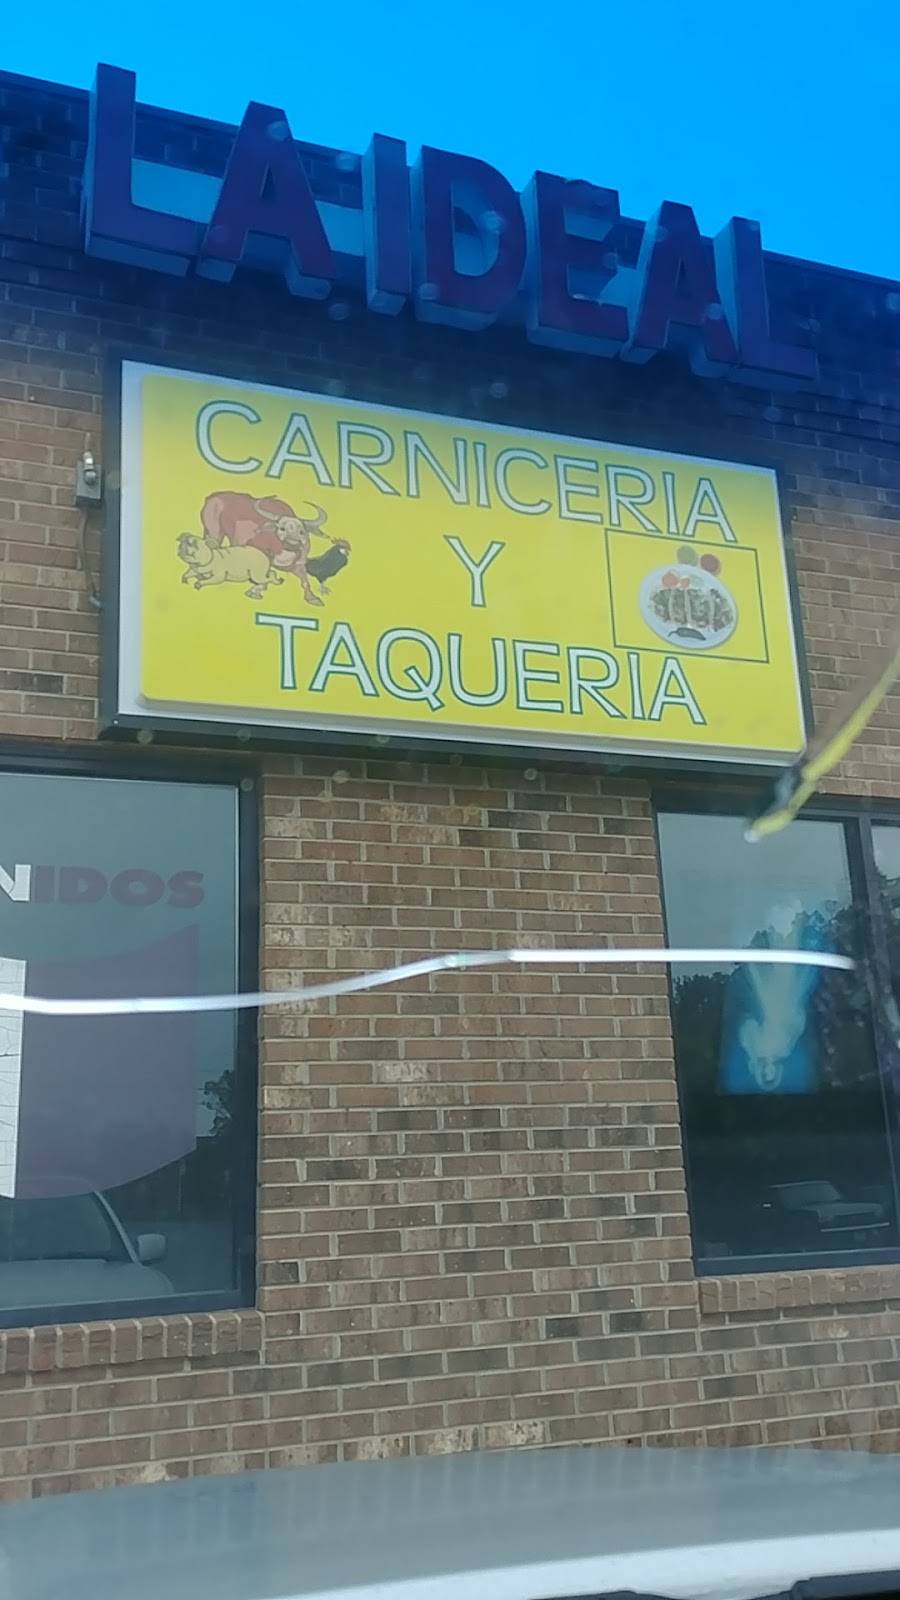 LA IDEAL
CARNICERIA
Y
TAQUERIA
NIDOS